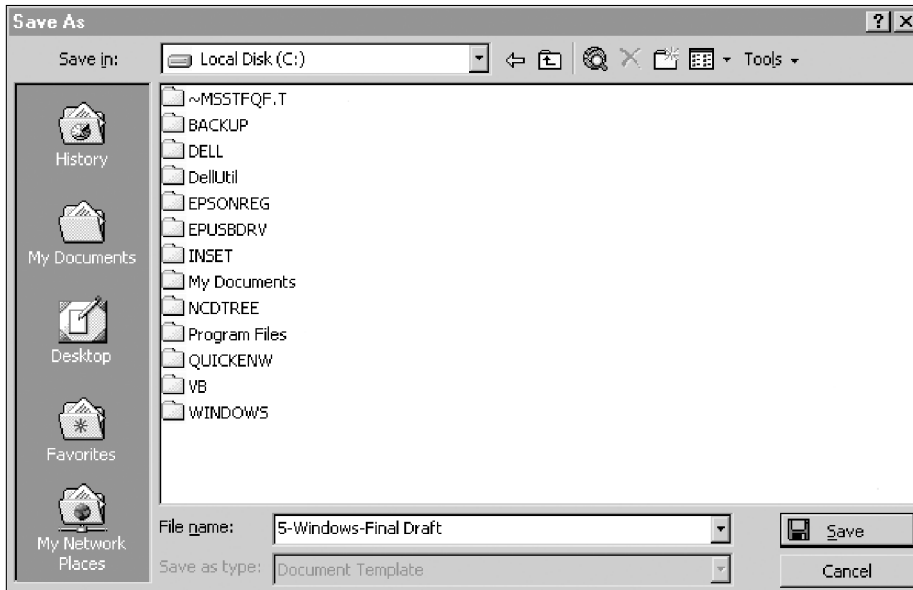 Save As
Save in: Local Disk (C:) Tools
History
My Documents
Desktop
Favorites
My Network
Places
~MSSTFQF.T
BACKUP
DELL
DellUtil
EPSONREG
EPUSBDRV
INSET
My Documents
NCDTREE
Program Files
QUICKENW
VB
WINDOWS
File name: 5-Windows-Final Draft Save
Save as type: Document Template Cancel